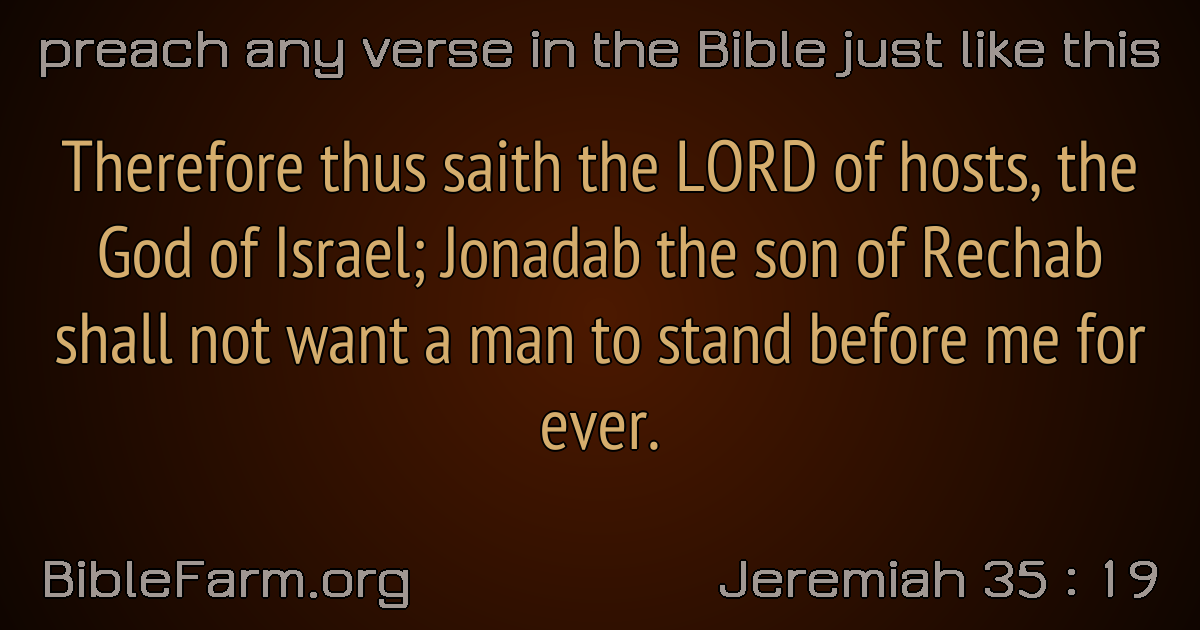 preach any verse in the Bible just like this
Therefore thus saith the LORD of hosts, the
God of Israel; Jonadab the son of Rechab
shall not want a man to stand before me for
ever.
BibleFarm.org
Jeremiah 35 : 19